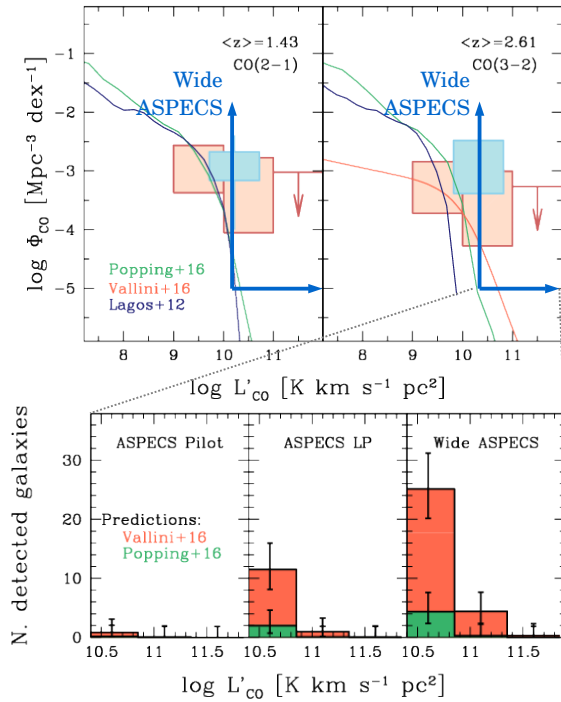 <z>=1.43
CO(2-1)
Wide
ASPECS
<z>=2.61
CO(3-2)
Wide
ASPECS
log Φ_CO [Mpc⁻³ dex⁻¹]
-1
-2
-3
-4
-5
Popping+16
Vallini+16
Lagos+12
8 9 10 11
8 9 10 11
log L'_CO [K km s⁻¹ pc²]
N. detected galaxies
30
20
10
0
ASPECS Pilot
ASPECS LP
Wide ASPECS
Predictions:
Vallini+16
Popping+16
10.5 11 11.5
10.5 11 11.5
10.5 11 11.5
log L'_CO [K km s⁻¹ pc²]